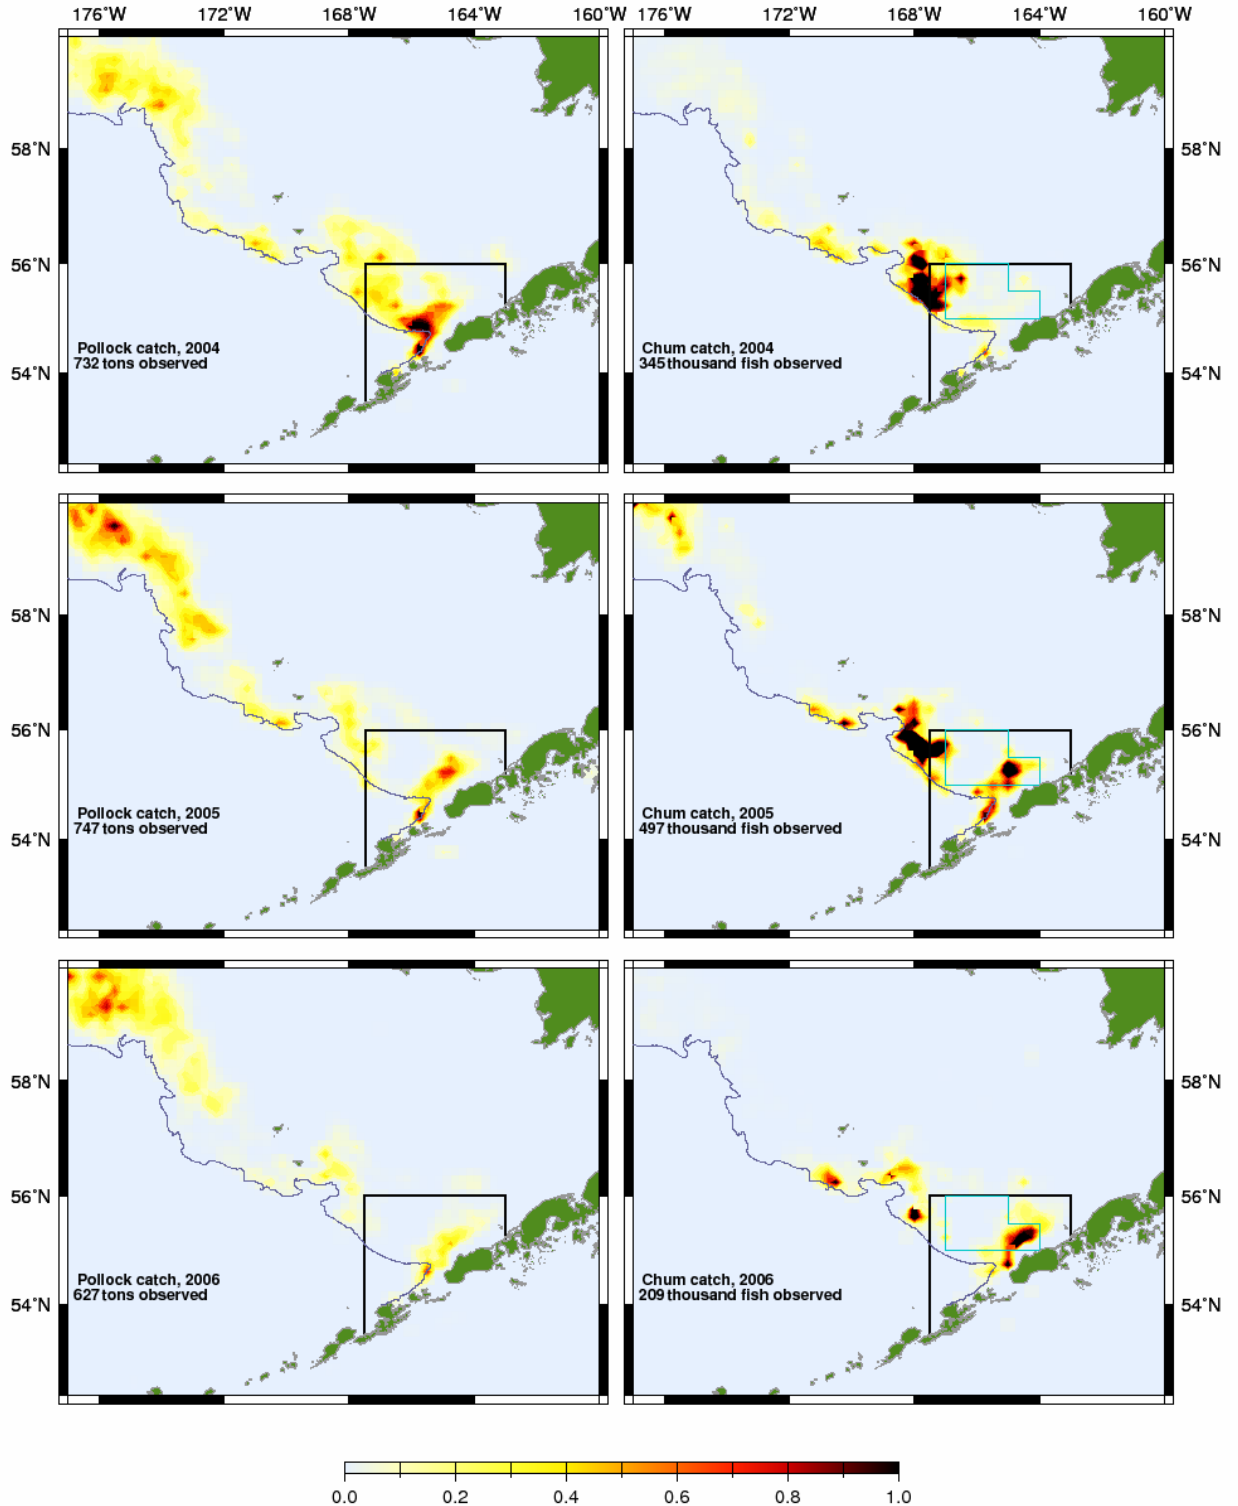 176˚W 172˚W 168˚W 164˚W 160˚W 176˚W 172˚W 168˚W 164˚W 160˚W
58˚N 58˚N
56˚N 56˚N
Pollock catch, 2004
732 tons observed
Chum catch, 2004
345 thousand fish observed
54˚N 54˚N
58˚N 58˚N
56˚N 56˚N
Pollock catch, 2005
747 tons observed
Chum catch, 2005
497 thousand fish observed
54˚N 54˚N
58˚N 58˚N
56˚N 56˚N
Pollock catch, 2006
627 tons observed
Chum catch, 2006
209 thousand fish observed
54˚N 54˚N
0.0 0.2 0.4 0.6 0.8 1.0